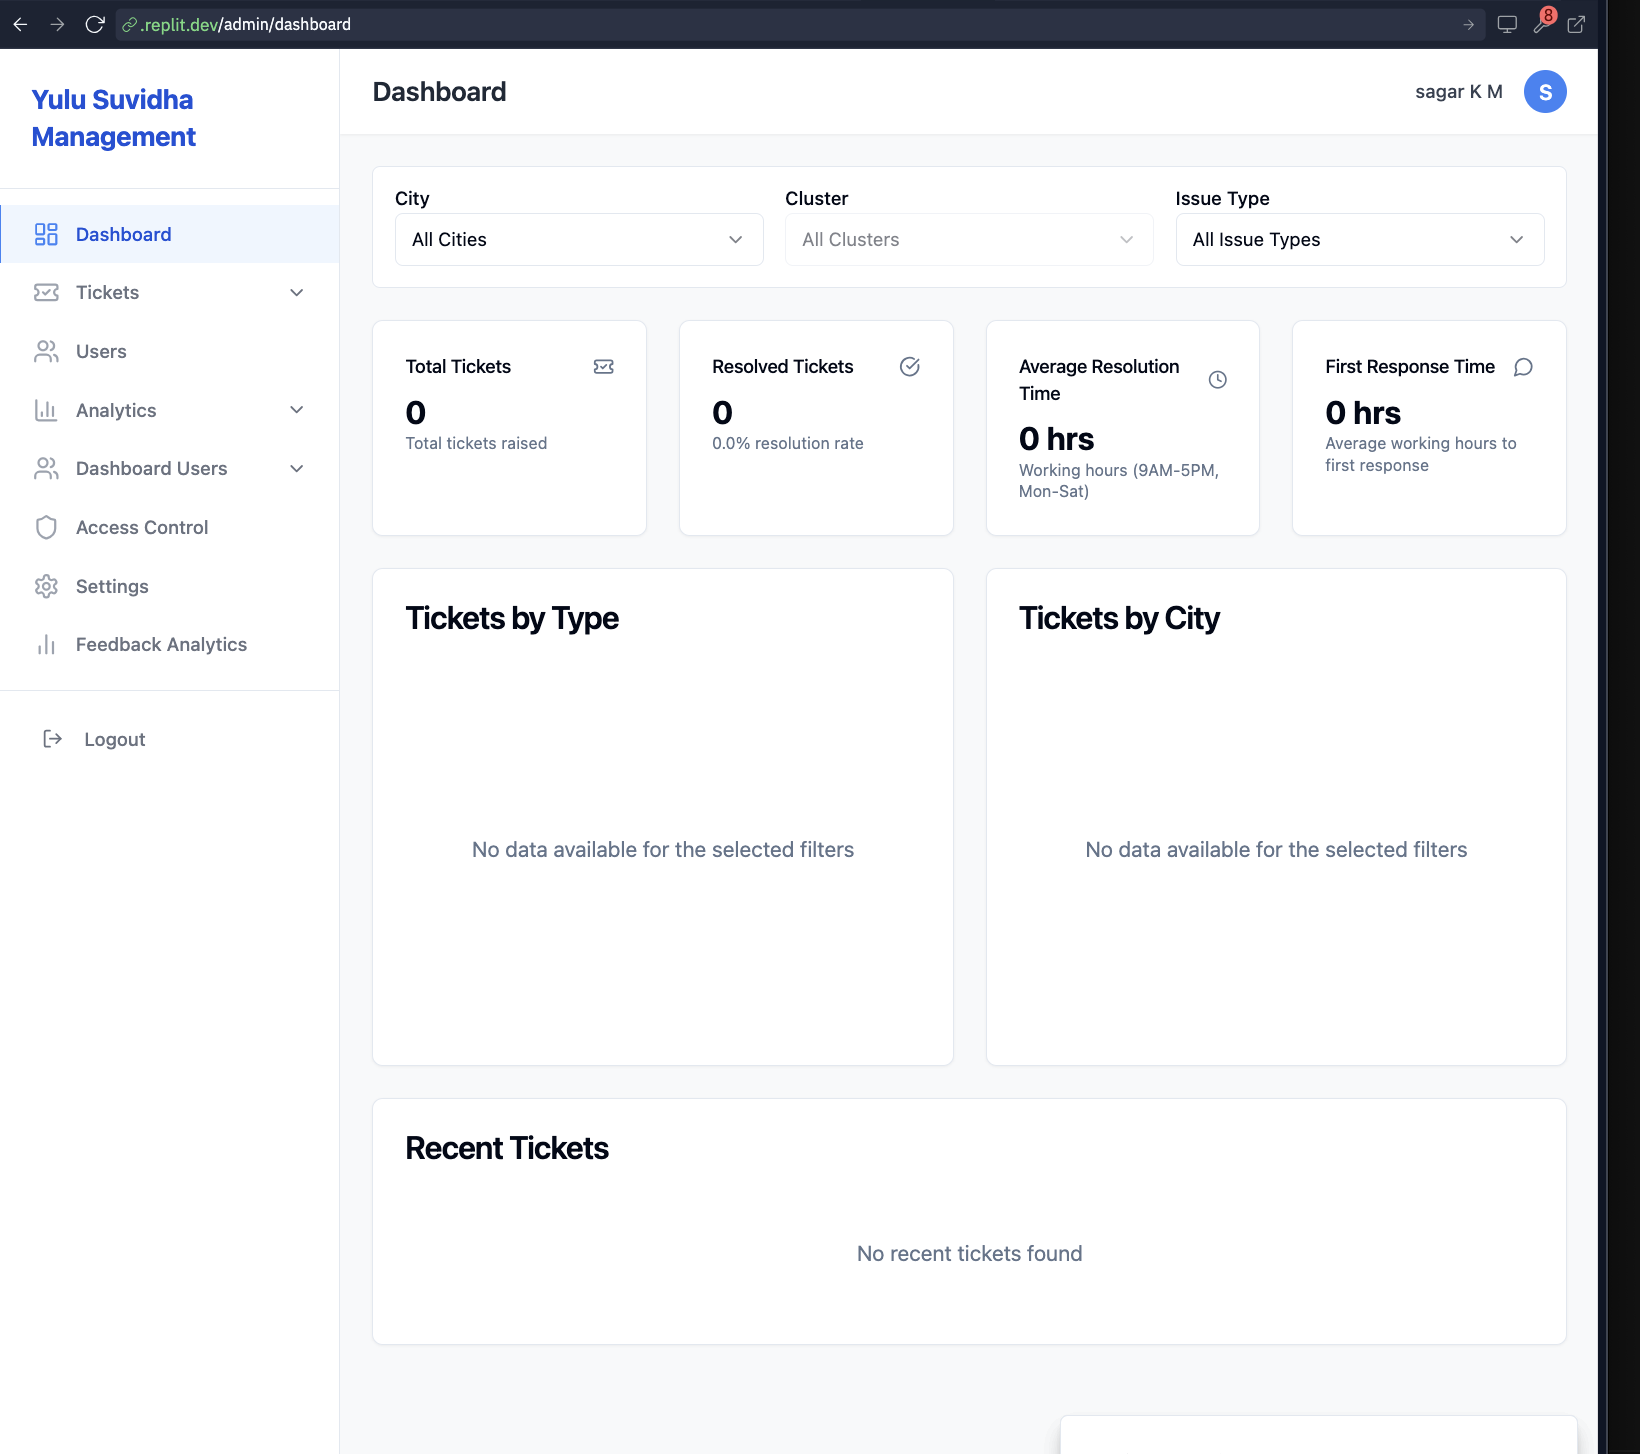 .replit.dev/admin/dashboard
8
Yulu Suvidha
Management
Dashboard
Tickets
Users
Analytics
Dashboard Users
Access Control
Settings
Feedback Analytics
Logout
Dashboard
sagar K M
S
City
Cluster
Issue Type
All Cities
All Clusters
All Issue Types
Total Tickets
0
Total tickets raised
Resolved Tickets
0
0.0% resolution rate
Average Resolution
Time
0 hrs
Working hours (9AM-5PM,
Mon-Sat)
First Response Time
0 hrs
Average working hours to
first response
Tickets by Type
No data available for the selected filters
Tickets by City
No data available for the selected filters
Recent Tickets
No recent tickets found